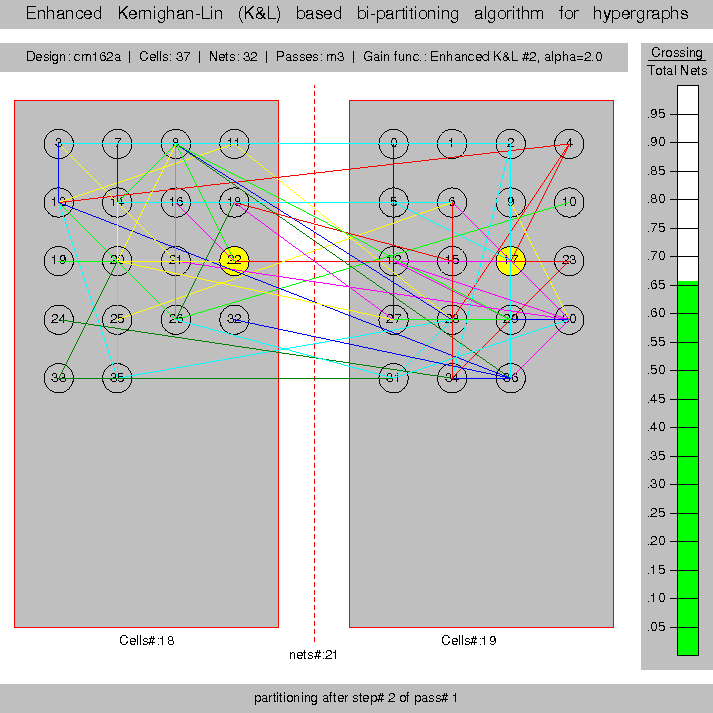 Enhanced Kernighan-Lin (K&L) based bi-partitioning algorithm for hypergraphs
Design: cm162a | Cells: 37 | Nets: 32 | Passes: m3 | Gain func.: Enhanced K&L #2, alpha=2.0
Crossing
Total Nets
3 7 8 11 0 1 2 4
14 16 18 5 6 9 10
19 20 21 22 12 15 17 23
24 25 26 32 27 28 29
33 35 31 34 36
.95
.90
.85
.80
.75
.70
.65
.60
.55
.50
.45
.40
.35
.30
.25
.20
.15
.10
.05
Cells#:18
Cells#:19
nets#:21
partitioning after step# 2 of pass# 1